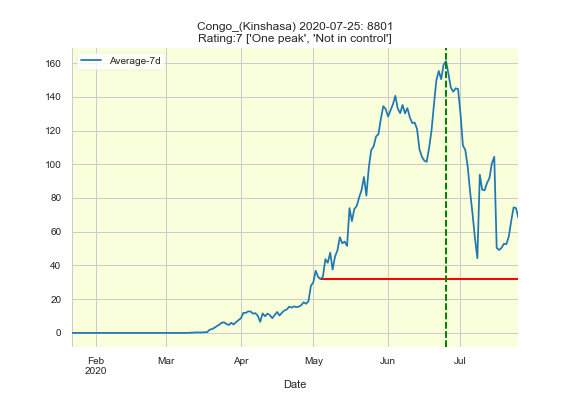 Congo_(Kinshasa) 2020-07-25: 8801
Rating:7 ['One peak', 'Not in control']
Average-7d
160
140
120
100
80
60
40
20
0
Feb
2020
Mar
Apr
May
Jun
Jul
Date